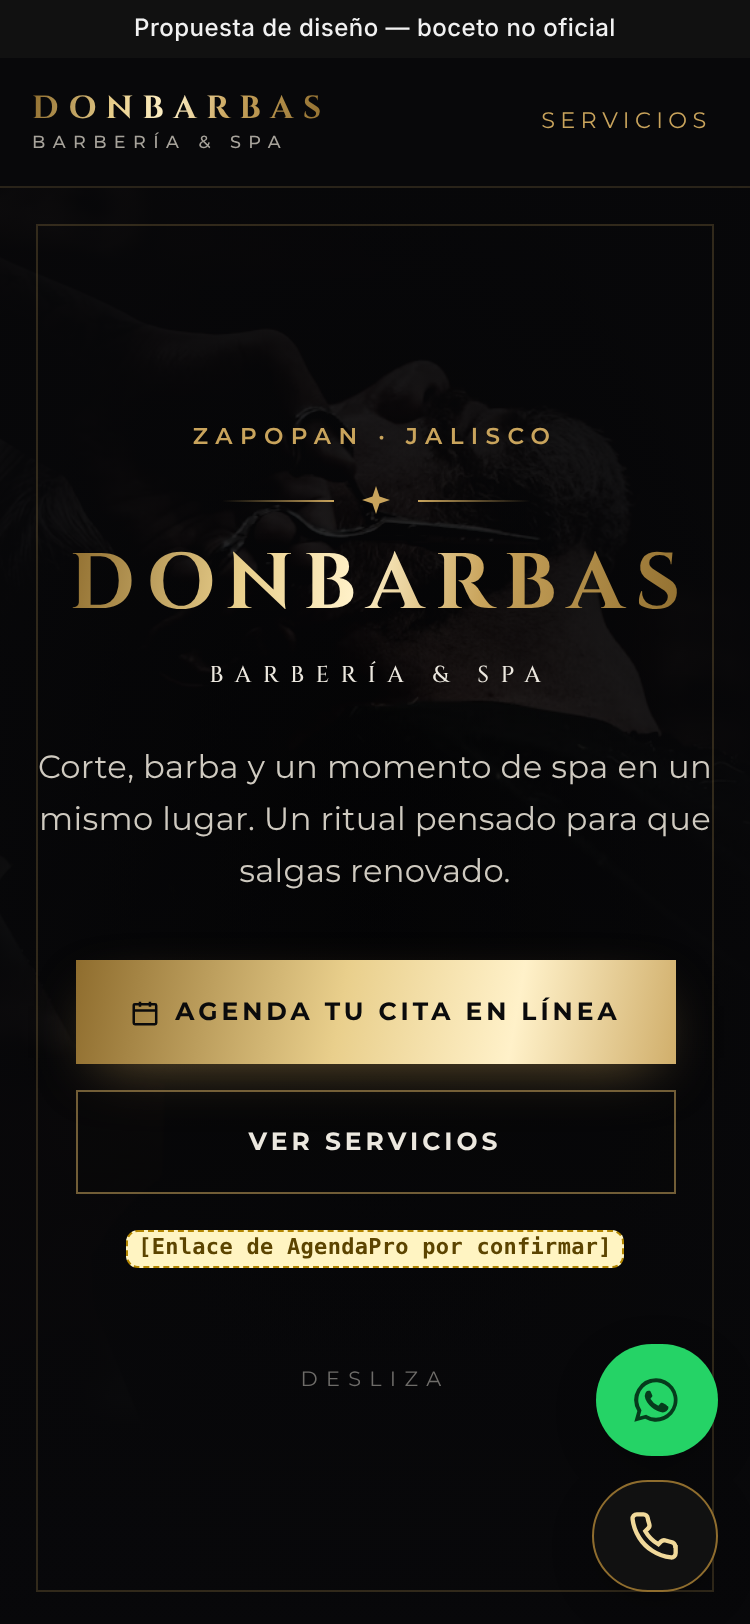 Propuesta de diseño — boceto no oficial
DONBARBAS
BARBERÍA & SPA
SERVICIOS
ZAPOPAN · JALISCO
DONBARBAS
BARBERÍA & SPA
Corte, barba y un momento de spa en un
mismo lugar. Un ritual pensado para que
salgas renovado.
AGENDA TU CITA EN LÍNEA
VER SERVICIOS
[Enlace de AgendaPro por confirmar]
DESLIZA